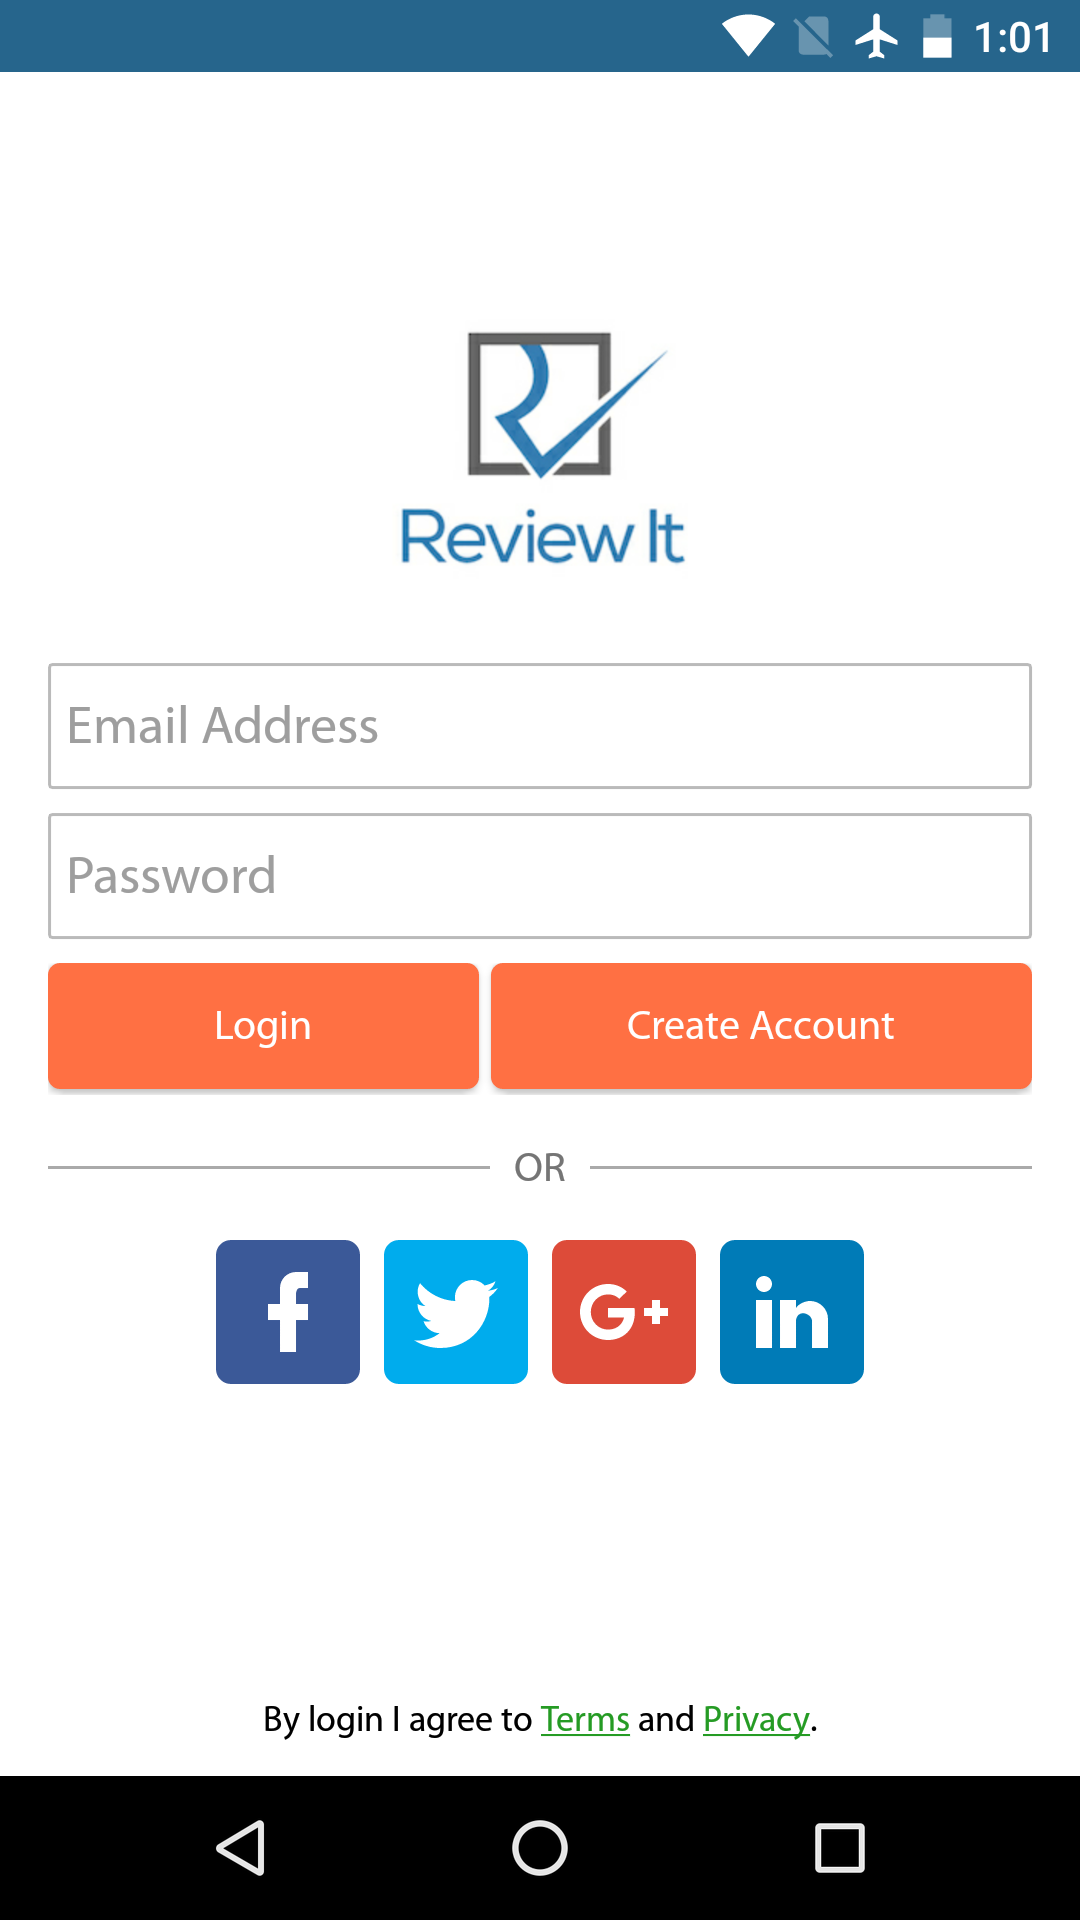 1:01
Review It
Email Address
Password
Login
Create Account
OR
f
G+
in
By login I agree to Terms and Privacy.